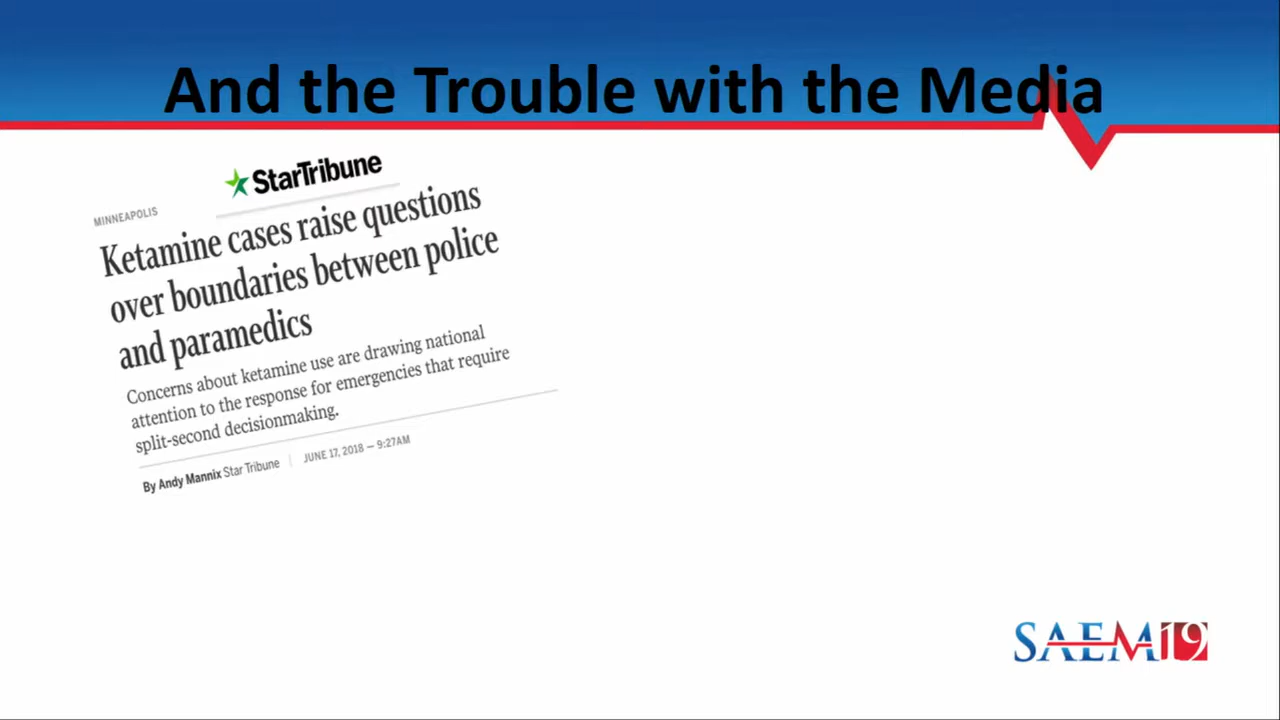 And the Trouble with the Media
StarTribune
MINNEAPOLIS
Ketamine cases raise questions
over boundaries between police
and paramedics
Concerns about ketamine use are drawing national
attention to the response for emergencies that require
split-second decisionmaking.
By Andy Mannix Star Tribune | JUNE 17, 2018 — 9:27AM
SAEM19